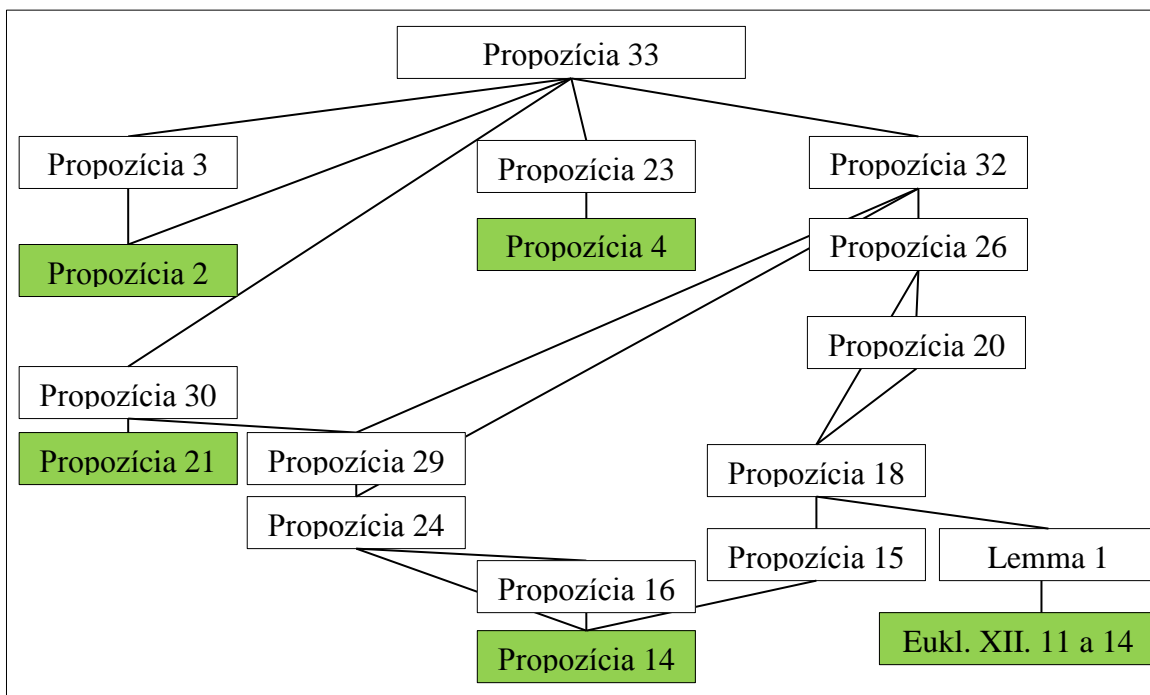 Propozícia 33
Propozícia 3
Propozícia 23
Propozícia 32
Propozícia 2
Propozícia 4
Propozícia 26
Propozícia 20
Propozícia 30
Propozícia 21
Propozícia 29
Propozícia 18
Propozícia 24
Propozícia 15
Lemma 1
Propozícia 16
Propozícia 14
Eukl. XII. 11 a 14